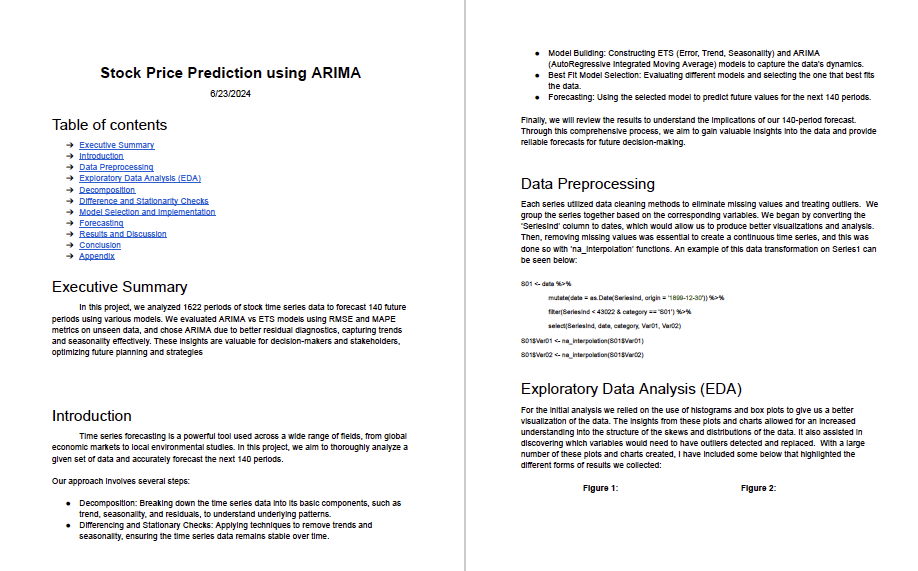 Stock Price Prediction using ARIMA
6/23/2024
Table of contents
➔ Executive Summary
➔ Introduction
➔ Data Preprocessing
➔ Exploratory Data Analysis (EDA)
➔ Decomposition
➔ Difference and Stationarity Checks
➔ Model Selection and Implementation
➔ Forecasting
➔ Results and Discussion
➔ Conclusion
➔ Appendix
Executive Summary
In this project, we analyzed 1622 periods of stock time series data to forecast 140 future
periods using various models. We evaluated ARIMA vs ETS models using RMSE and MAPE
metrics on unseen data, and chose ARIMA due to better residual diagnostics, capturing trends
and seasonality effectively. These insights are valuable for decision-makers and stakeholders,
optimizing future planning and strategies
Introduction
Time series forecasting is a powerful tool used across a wide range of fields, from global
economic markets to local environmental studies. In this project, we aim to thoroughly analyze a
given set of data and accurately forecast the next 140 periods.
Our approach involves several steps:
● Decomposition: Breaking down the time series data into its basic components, such as
trend, seasonality, and residuals, to understand underlying patterns.
● Differencing and Stationary Checks: Applying techniques to remove trends and
seasonality, ensuring the time series data remains stable over time.
● Model Building: Constructing ETS (Error, Trend, Seasonality) and ARIMA
(AutoRegressive Integrated Moving Average) models to capture the data's dynamics.
● Best Fit Model Selection: Evaluating different models and selecting the one that best fits
the data.
● Forecasting: Using the selected model to predict future values for the next 140 periods.
Finally, we will review the results to understand the implications of our 140-period forecast.
Through this comprehensive process, we aim to gain valuable insights into the data and provide
reliable forecasts for future decision-making.
Data Preprocessing
Each series utilized data cleaning methods to eliminate missing values and treating outliers. We
group the series together based on the corresponding variables. We began by converting the
'SeriesInd' column to dates, which would allow us to produce better visualizations and analysis.
Then, removing missing values was essential to create a continuous time series, and this was
done so with 'na_interpolation' functions. An example of this data transformation on Series1 can
be seen below:
S01 <- data %>%
mutate(date = as.Date(SeriesInd, origin = '1899-12-30')) %>%
filter(SeriesInd < 43022 & category == 'S01') %>%
select(SeriesInd, date, category, Var01, Var02)
S01$Var01 <- na_interpolation(S01$Var01)
S01$Var02 <- na_interpolation(S01$Var02)
Exploratory Data Analysis (EDA)
For the initial analysis we relied on the use of histograms and box plots to give us a better
visualization of the data. The insights from these plots and charts allowed for an increased
understanding into the structure of the skews and distributions of the data. It also assisted in
discovering which variables would need to have outliers detected and replaced. With a large
number of these plots and charts created, I have included some below that highlighted the
different forms of results we collected:
Figure 1: Figure 2: